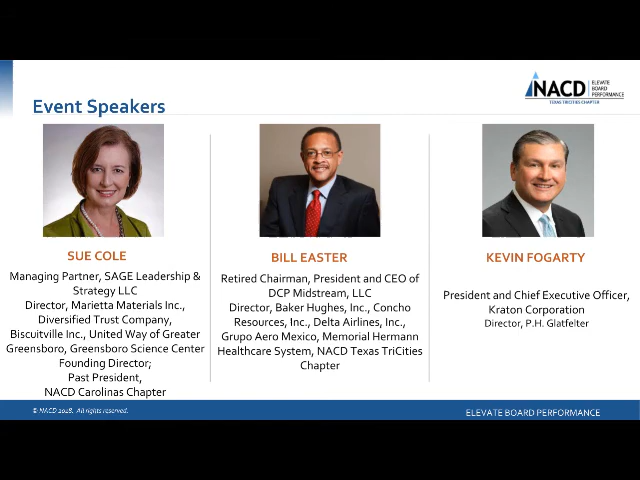 Event Speakers
NACD
ELEVATE
BOARD
PERFORMANCE
TEXAS TRICITIES CHAPTER
SUE COLE
Managing Partner, SAGE Leadership &
Strategy LLC
Director, Marietta Materials Inc.,
Diversified Trust Company,
Biscuitville Inc., United Way of Greater
Greensboro, Greensboro Science Center
Founding Director;
Past President,
NACD Carolinas Chapter
BILL EASTER
Retired Chairman, President and CEO of
DCP Midstream, LLC
Director, Baker Hughes, Inc., Concho
Resources, Inc., Delta Airlines, Inc.,
Grupo Aero Mexico, Memorial Hermann
Healthcare System, NACD Texas TriCities
Chapter
KEVIN FOGARTY
President and Chief Executive Officer,
Kraton Corporation
Director, P.H. Glatfelter
© NACD 2018. All rights reserved.
ELEVATE BOARD PERFORMANCE